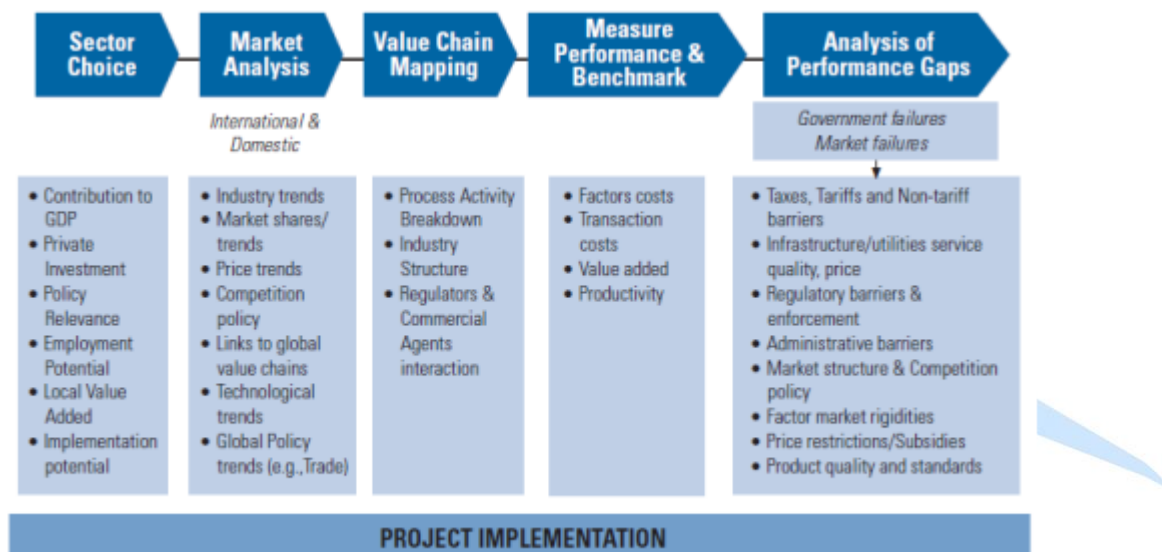 Sector
Choice
Market
Analysis
Value Chain
Mapping
Measure
Performance &
Benchmark
Analysis of
Performance Gaps
International &
Domestic
Government failures
Market failures
• Contribution to
GDP
• Private
Investment
• Policy
Relevance
• Employment
Potential
• Local Value
Added
• Implementation
potential
• Industry trends
• Market shares/
trends
• Price trends
• Competition
policy
• Links to global
value chains
• Technological
trends
• Global Policy
trends (e.g.,Trade)
• Process Activity
Breakdown
• Industry
Structure
• Regulators &
Commercial
Agents
interaction
• Factors costs
• Transaction
costs
• Value added
• Productivity
• Taxes, Tariffs and Non-tariff
barriers
• Infrastructure/utilities service
quality, price
• Regulatory barriers &
enforcement
• Administrative barriers
• Market structure & Competition
policy
• Factor market rigidities
• Price restrictions/Subsidies
• Product quality and standards
PROJECT IMPLEMENTATION